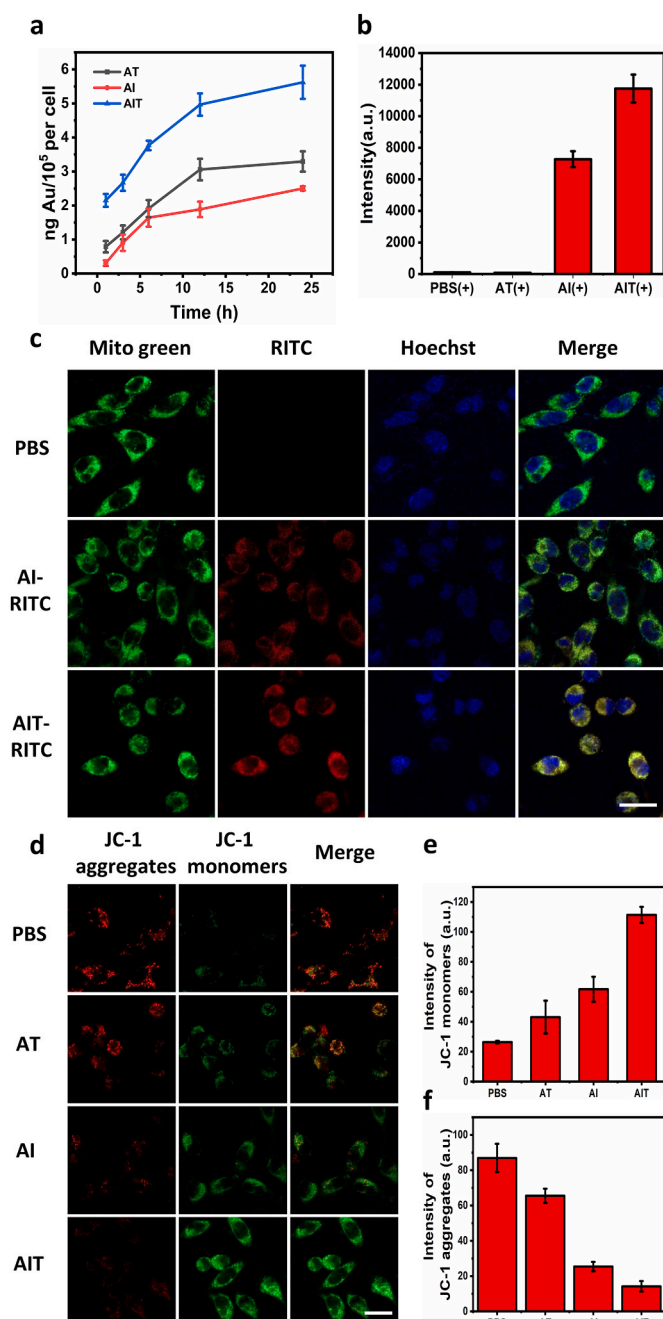 a
ng Au/10⁵ per cell
6
5
4
3
2
1
0
AT
AI
AIT
0 5 10 15 20 25
Time (h)
b
Intensity(a.u.)
14000
12000
10000
8000
6000
4000
2000
0
PBS(+) AT(+) AI(+) AIT(+)
c
Mito green RITC Hoechst Merge
PBS
AI-
RITC
AIT-
RITC
d
JC-1
aggregates
JC-1
monomers
Merge
PBS
AT
AI
AIT
e
Intensity of
JC-1 monomers (a.u.)
120
100
80
60
40
20
0
PBS AT AI AIT
f
Intensity of
JC-1 aggregates (a.u.)
100
80
60
40
20
0
PBS AT AI AIT